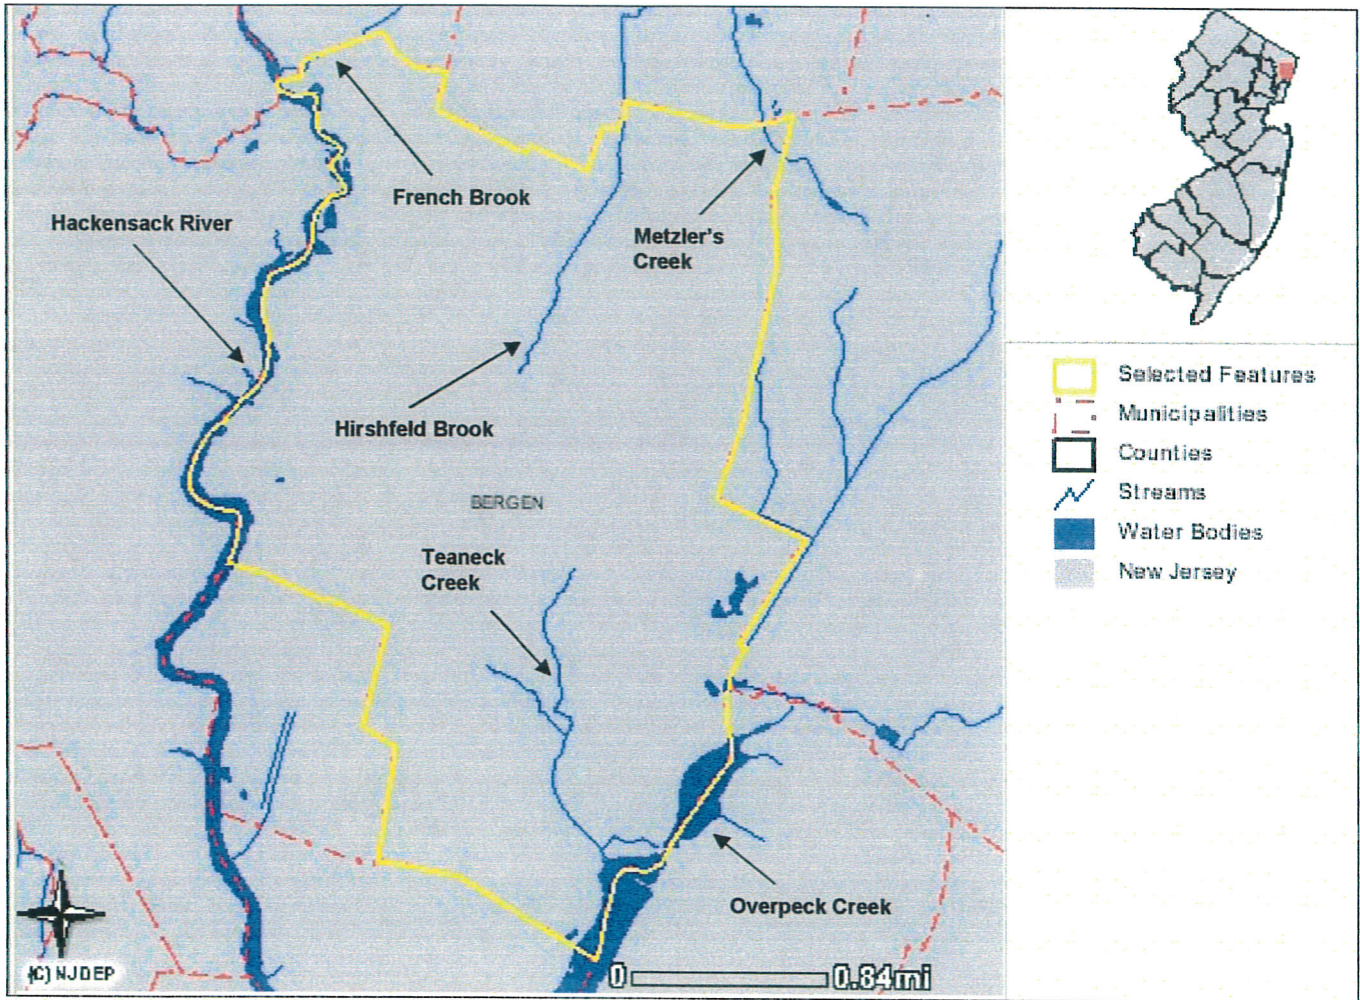 French Brook
Hackensack River
Metzler's
Creek
Hirshfeld Brook
BERGEN
Teaneck
Creek
Overpeck Creek
(C) NJDEP
0 0.84mi
Selected Features
Municipalities
Counties
Streams
Water Bodies
New Jersey